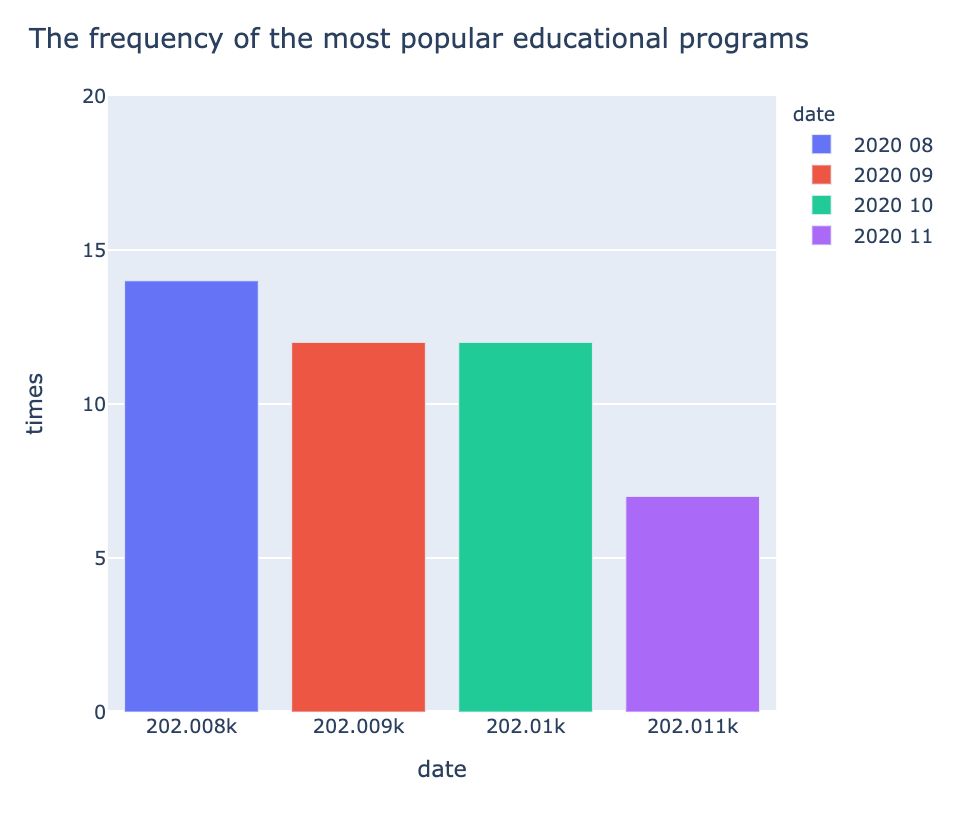 The frequency of the most popular educational programs
date
2020 08
2020 09
2020 10
2020 11
20
15
10
5
0
times
202.008k 202.009k 202.01k 202.011k
date